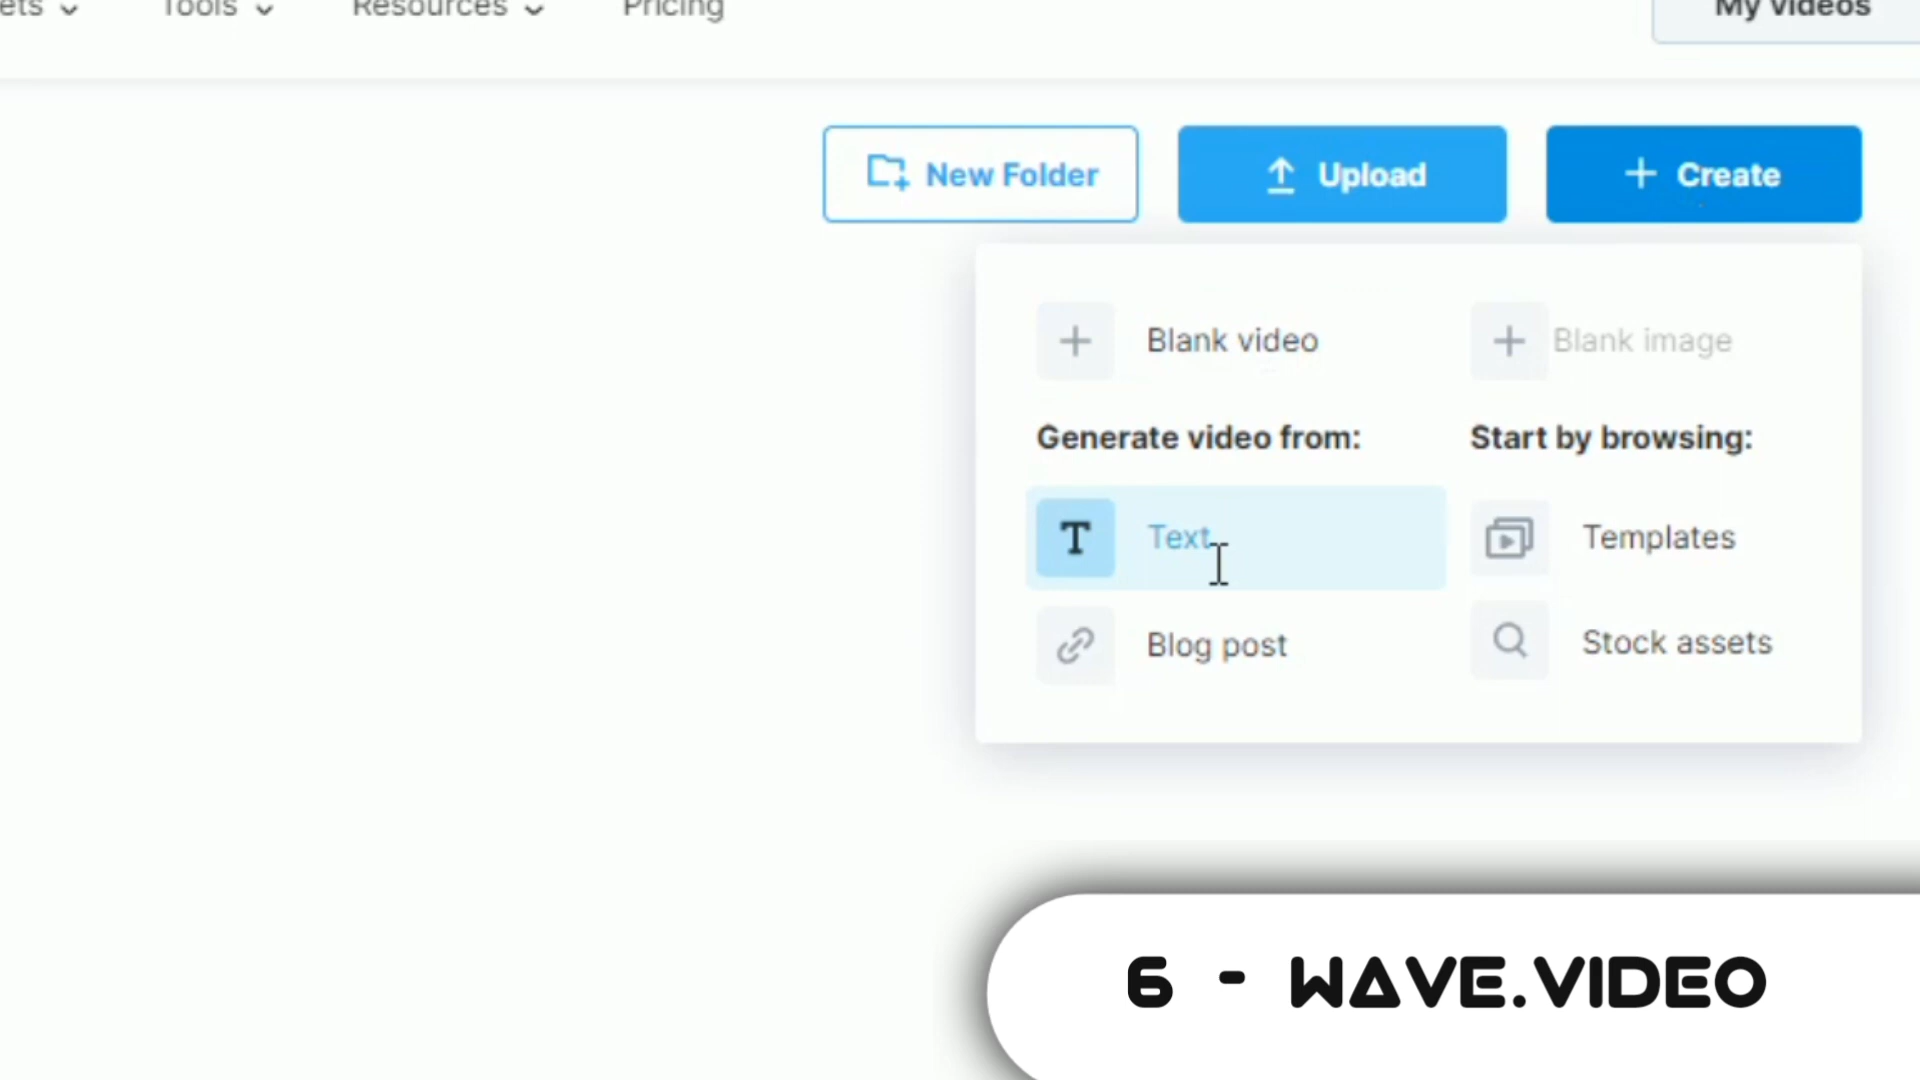 Tools
Resources
Pricing
My videos
New Folder
Upload
Create
Blank video
Blank image
Generate video from:
Start by browsing:
Text
Templates
Blog post
Stock assets
6 - WAVE.VIDEO